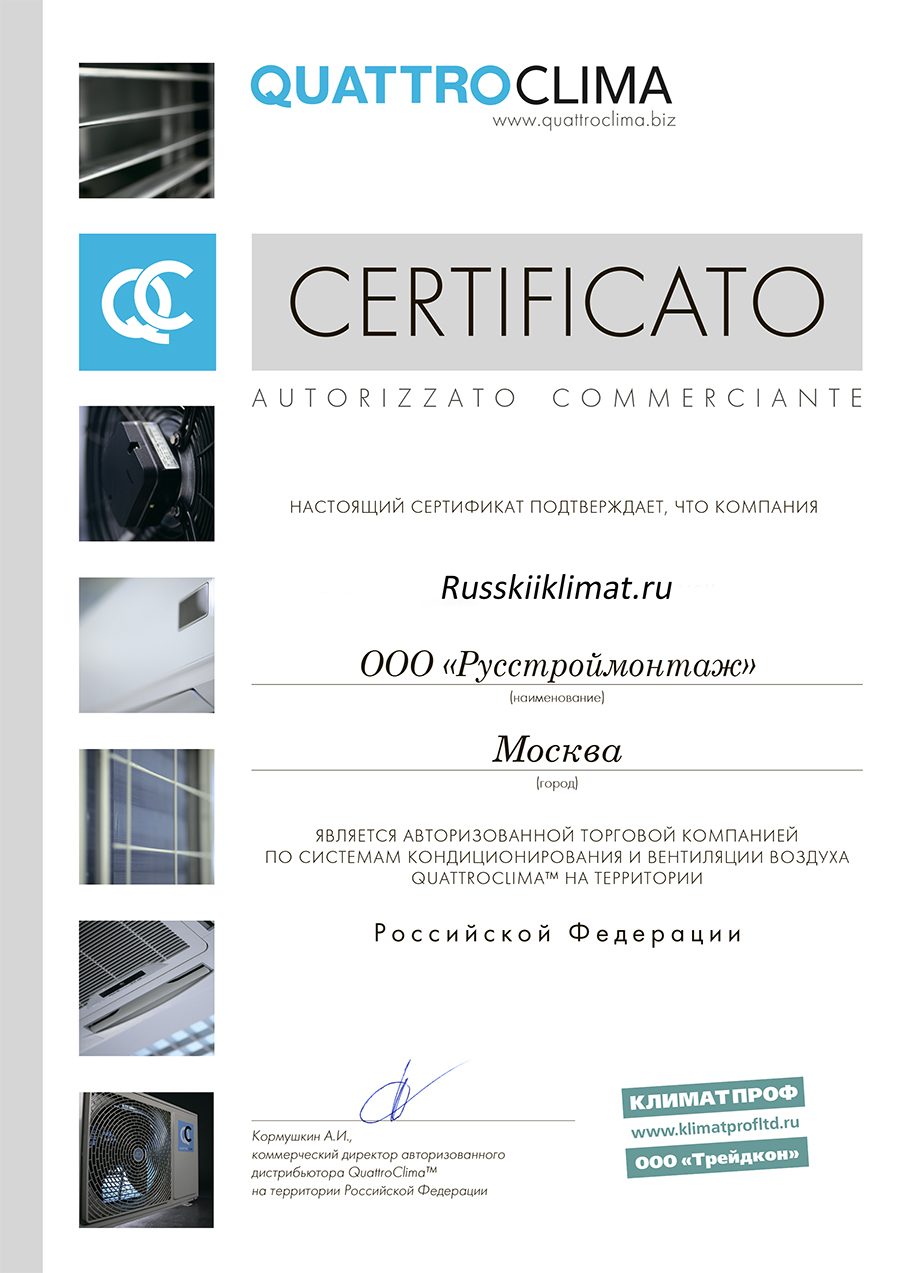 QUATTROCLIMA
www.quattroclima.biz
QC
CERTIFICATO
AUTORIZZATO COMMERCIANTE
НАСТОЯЩИЙ СЕРТИФИКАТ ПОДТВЕРЖДАЕТ, ЧТО КОМПАНИЯ
Russkiiklimat.ru
ООО «Русстроймонтаж»
(наименование)
Москва
(город)
ЯВЛЯЕТСЯ АВТОРИЗОВАННОЙ ТОРГОВОЙ КОМПАНИЕЙ
ПО СИСТЕМАМ КОНДИЦИОНИРОВАНИЯ И ВЕНТИЛЯЦИИ ВОЗДУХА
QUATTROCLIMA™ НА ТЕРРИТОРИИ
Российской Федерации
Кормушкин А.И.,
коммерческий директор авторизованного
дистрибьютора QuattroClima™
на территории Российской Федерации
КЛИМАТПРОФ
www.klimatprofltd.ru
ООО «Трейдкон»